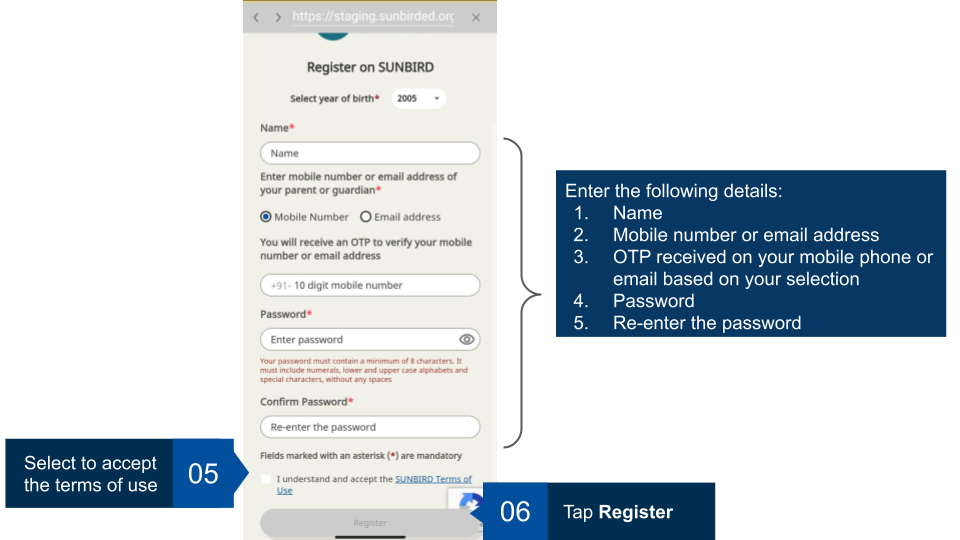 https://staging.sunbirded.org
Register on SUNBIRD
Select year of birth*
2005
Name*
Name
Enter mobile number or email address of
your parent or guardian*
Mobile Number
Email address
You will receive an OTP to verify your mobile
number or email address
+91- 10 digit mobile number
Password*
Enter password
Your password must contain a minimum of 8 characters. It
must include numerals, lower and upper case alphabets and
special characters, without any spaces
Confirm Password*
Re-enter the password
Fields marked with an asterisk (*) are mandatory
I understand and accept the SUNBIRD Terms of
Use
Register
Enter the following details:
1. Name
2. Mobile number or email address
3. OTP received on your mobile phone or
email based on your selection
4. Password
5. Re-enter the password
Select to accept
the terms of use
05
06
Tap Register